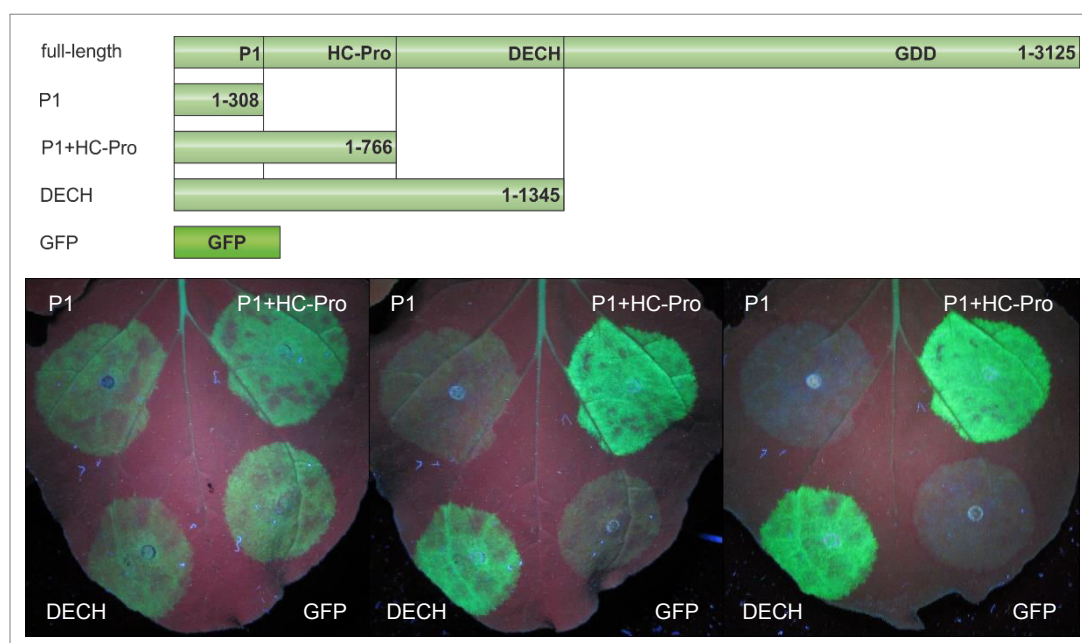 full-length P1 HC-Pro DECH GDD 1-3125
P1 1-308
P1+HC-Pro 1-766
DECH 1-1345
GFP GFP
P1 P1+HC-Pro P1 P1+HC-Pro P1 P1+HC-Pro
DECH GFP DECH GFP DECH GFP